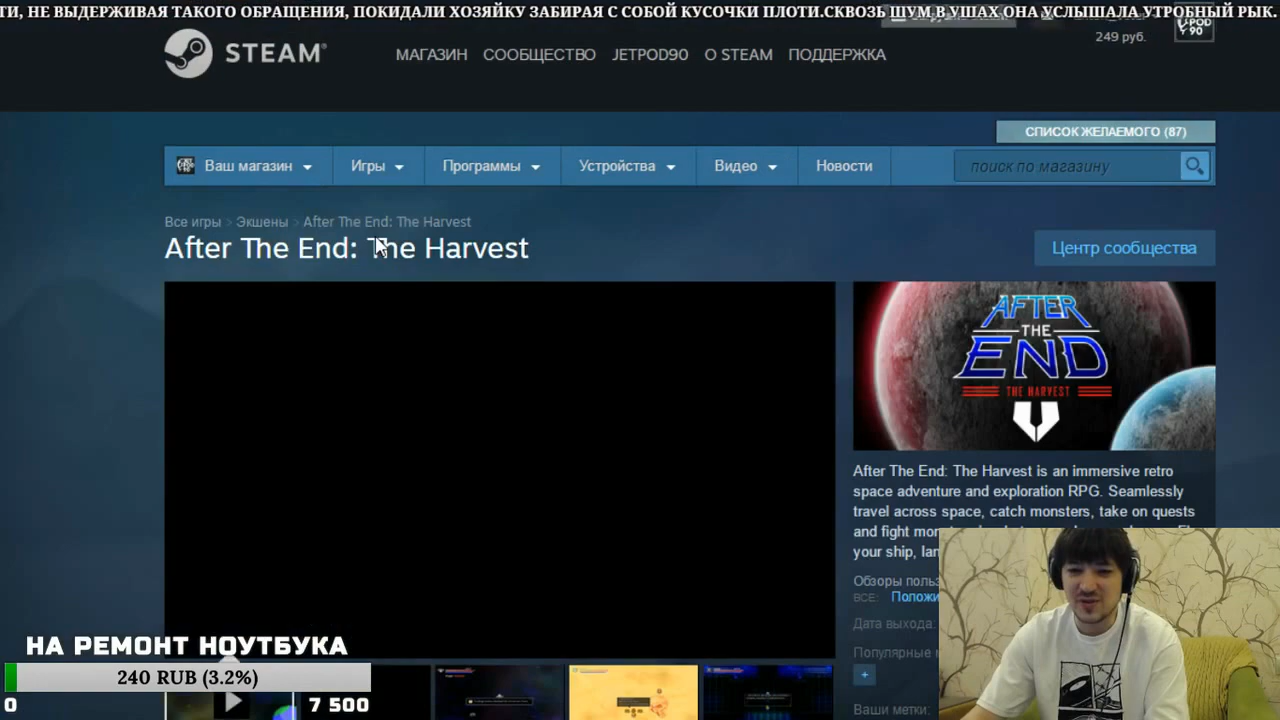 ТИ, НЕ ВЫДЕРЖИВАЯ ТАКОГО ОБРАЩЕНИЯ, ПОКИДАЛИ ХОЗЯЙКУ ЗАБИРАЯ С СОБОЙ КУСОЧКИ ПЛОТИ.СКВОЗЬ ШУМ В УШАХ ОНА УСЛЫШАЛА УТРОБНЫЙ РЫК.
249 руб.
STEAM®
МАГАЗИН СООБЩЕСТВО JETPOD90 О STEAM ПОДДЕРЖКА
СПИСОК ЖЕЛАЕМОГО (87)
Ваш магазин Игры Программы Устройства Видео Новости поиск по магазину
Все игры > Экшены > After The End: The Harvest
After The End: The Harvest
Центр сообщества
AFTER
THE
END
THE HARVEST
After The End: The Harvest is an immersive retro
space adventure and exploration RPG. Seamlessly
travel across space, catch monsters, take on quests
and fight
your ship,
Обзоры
ВСЕ:
Дата выхода:
Популярные
+
Ваши метки:
НА РЕМОНТ НОУТБУКА
240 RUB (3.2%)
0 7 500